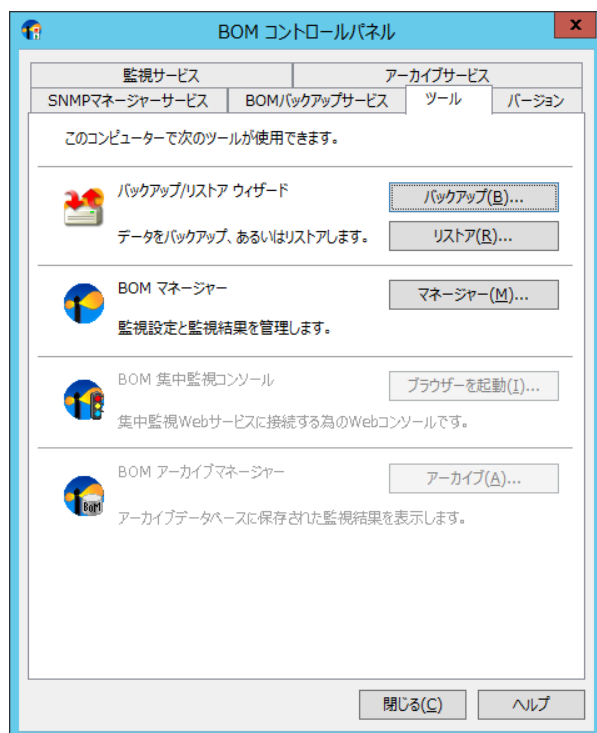 BOM コントロールパネル
x
監視サービス
アーカイブサービス
SNMPマネージャーサービス
BOMバックアップサービス
ツール
バージョン
このコンピューターで次のツールが使用できます。
バックアップ/リストア ウィザード
バックアップ(B)...
データをバックアップ、あるいはリストアします。
リストア(R)...
BOM マネージャー
マネージャー(M)...
監視設定と監視結果を管理します。
BOM 集中監視コンソール
ブラウザーを起動(I)...
集中監視Webサービスに接続する為のWebコンソールです。
BOM アーカイブマネージャー
アーカイブ(A)...
BoM
アーカイブデータベースに保存された監視結果を表示します。
閉じる(C)
ヘルプ